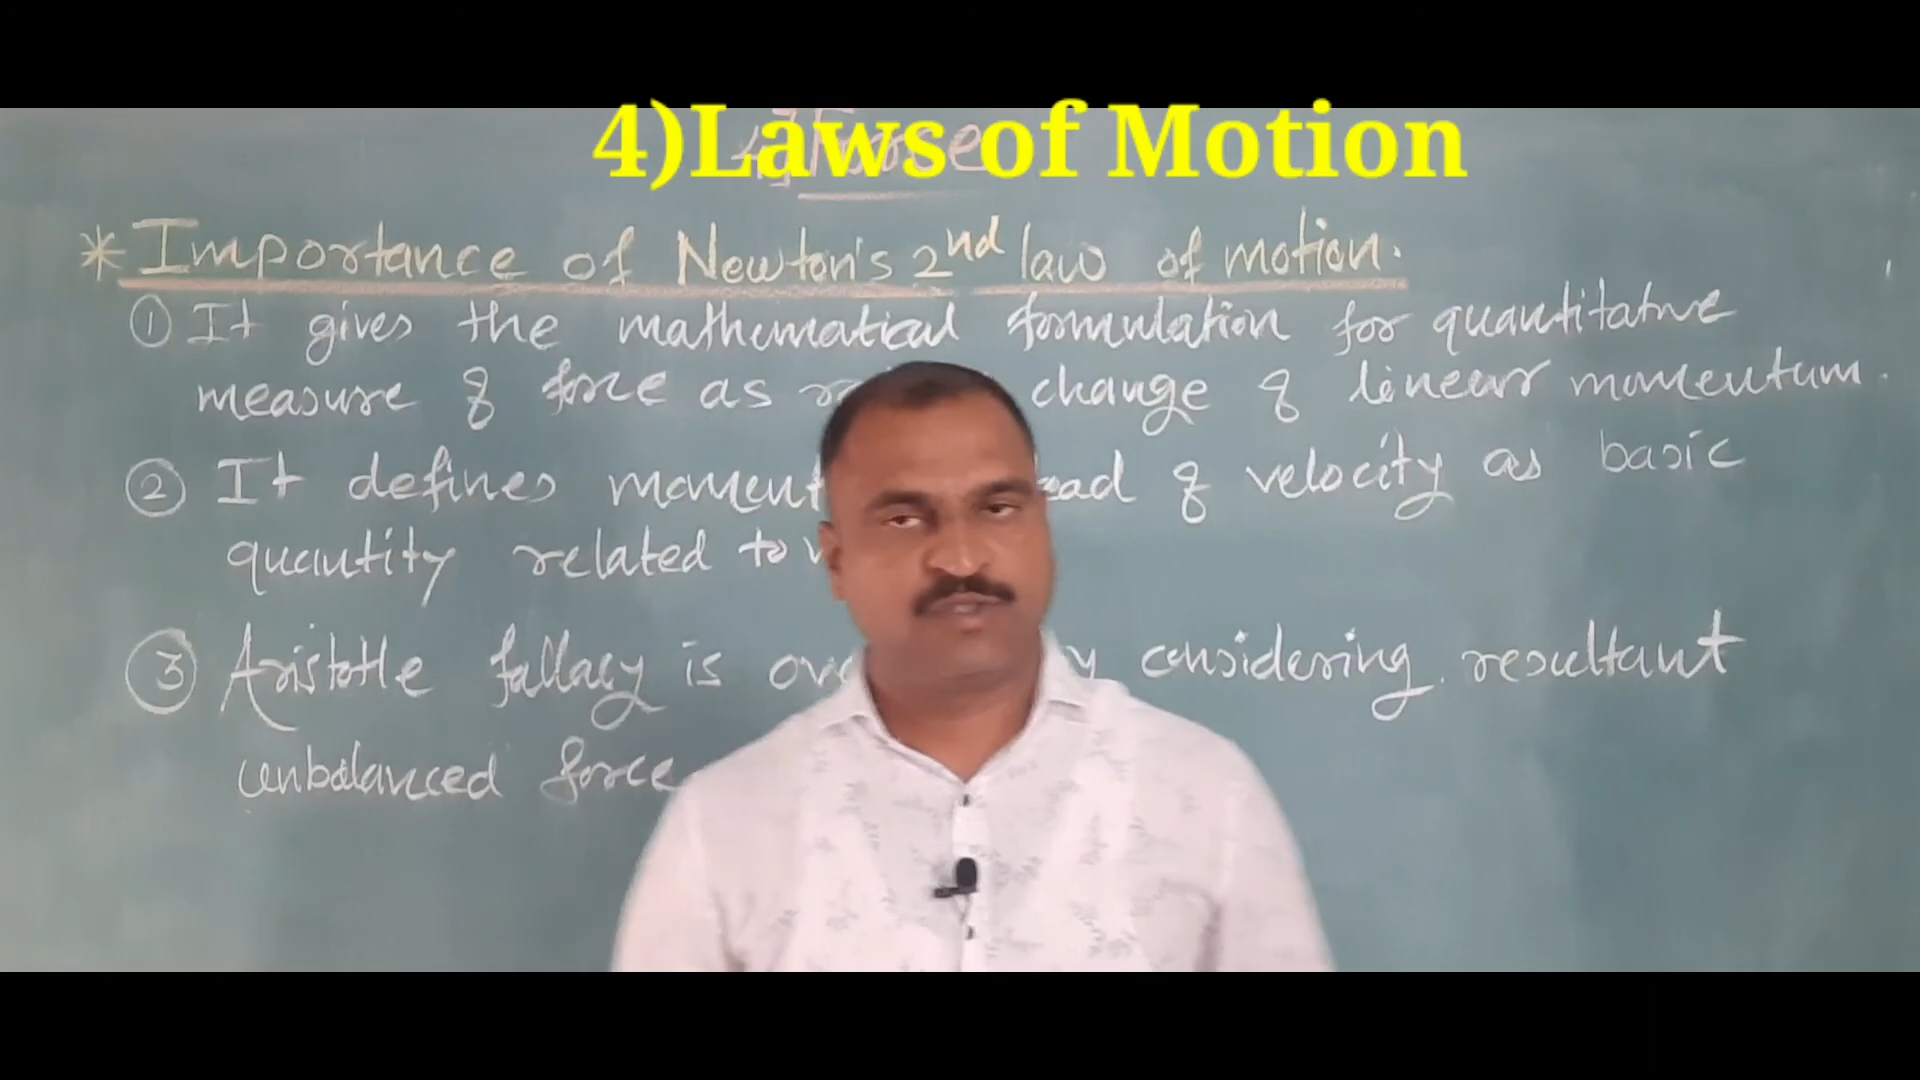 4)Laws of Motion
* Importance of Newton's 2nd law of motion.
① It gives the mathematical formulation for quantitative
measure of force as change of linear momentum.
② It defines of velocity as basic
quantity related to
③ Aristotle fallacy is considering resultant
unbalanced force